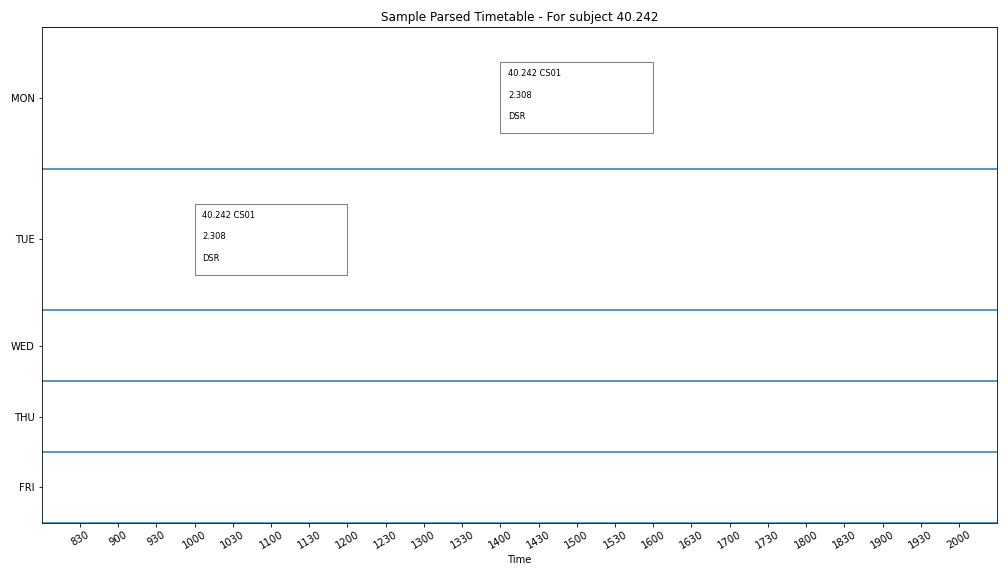 Sample Parsed Timetable - For subject 40.242
MON
40.242 CS01
2.308
DSR
TUE
40.242 CS01
2.308
DSR
WED
THU
FRI
830 900 930 1000 1030 1100 1130 1200 1230 1300 1330 1400 1430 1500 1530 1600 1630 1700 1730 1800 1830 1900 1930 2000
Time